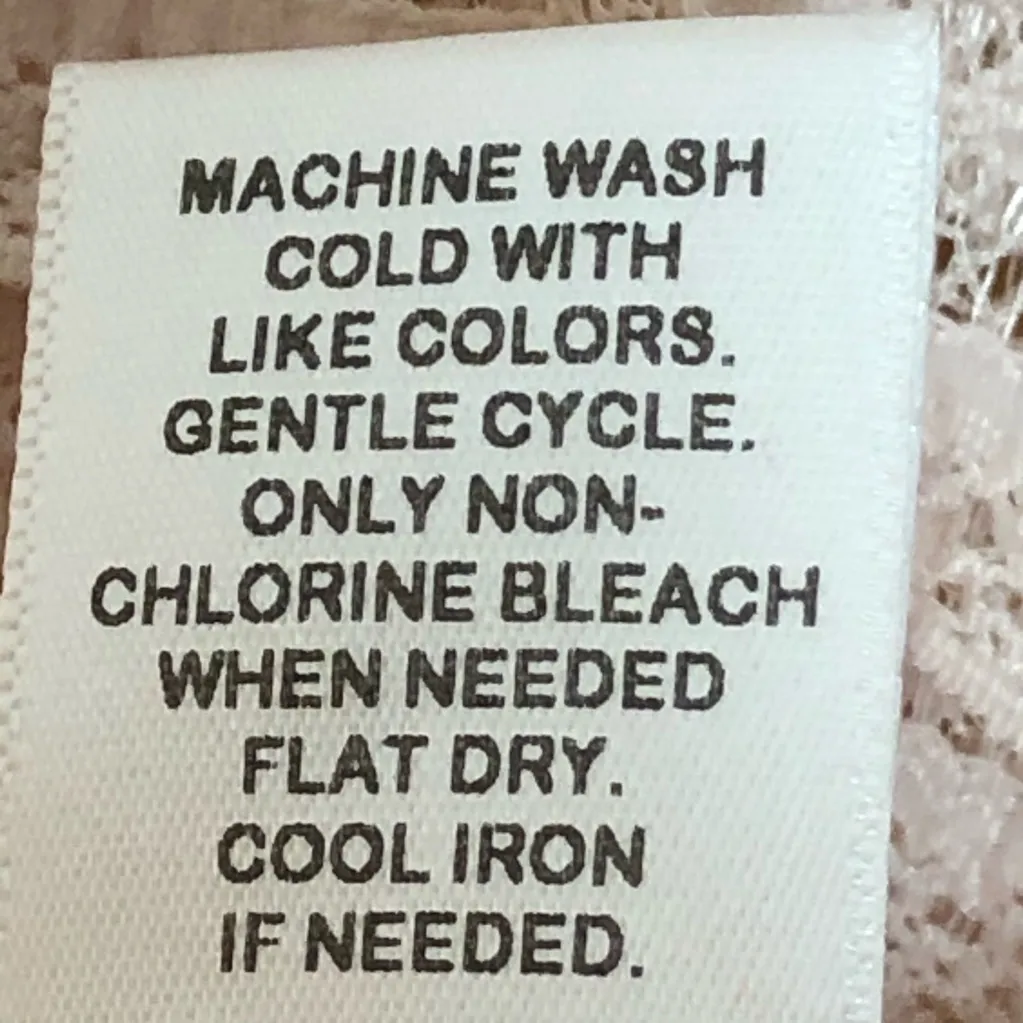 MACHINE WASH
COLD WITH
LIKE COLORS.
GENTLE CYCLE.
ONLY NON-
CHLORINE BLEACH
WHEN NEEDED
FLAT DRY.
COOL IRON
IF NEEDED.